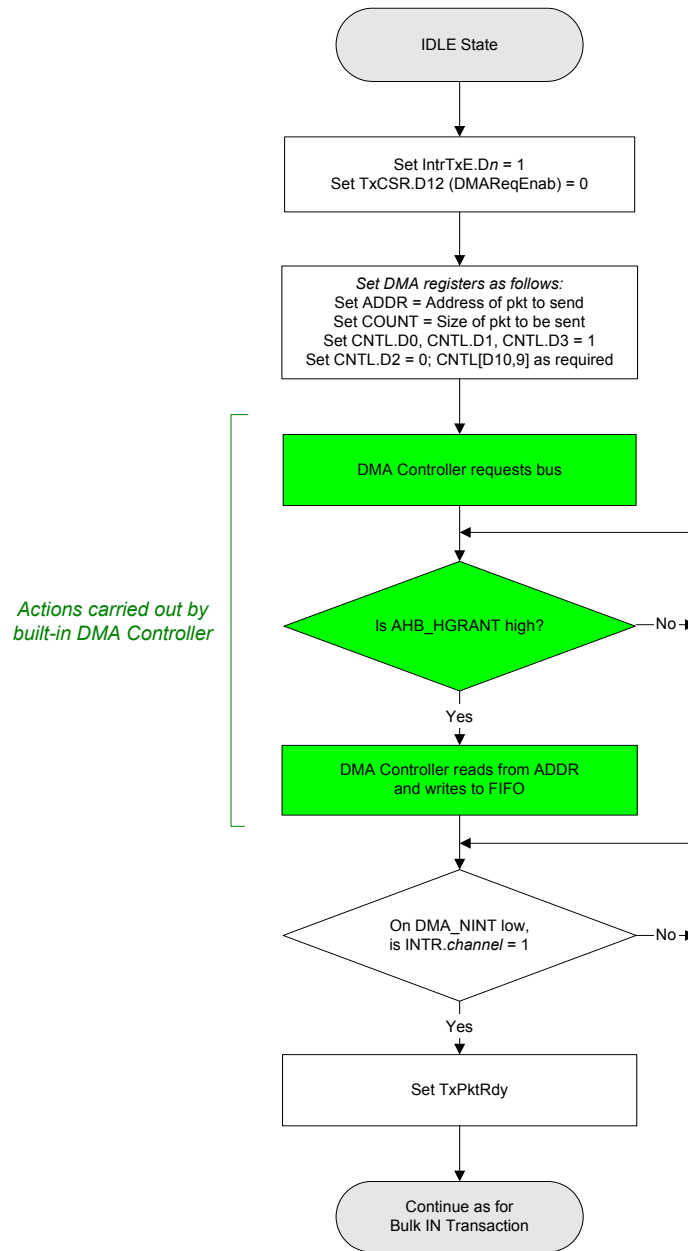 IDLE State
Set IntrTxE.Dn = 1
Set TxCSR.D12 (DMAReqEnab) = 0
Set DMA registers as follows:
Set ADDR = Address of pkt to send
Set COUNT = Size of pkt to be sent
Set CNTL.D0, CNTL.D1, CNTL.D3 = 1
Set CNTL.D2 = 0; CNTL[D10,9] as required
DMA Controller requests bus
Actions carried out by
built-in DMA Controller
Is AHB_HGRANT high?
No
Yes
DMA Controller reads from ADDR
and writes to FIFO
On DMA_NINT low,
is INTR.channel = 1
No
Yes
Set TxPktRdy
Continue as for
Bulk IN Transaction